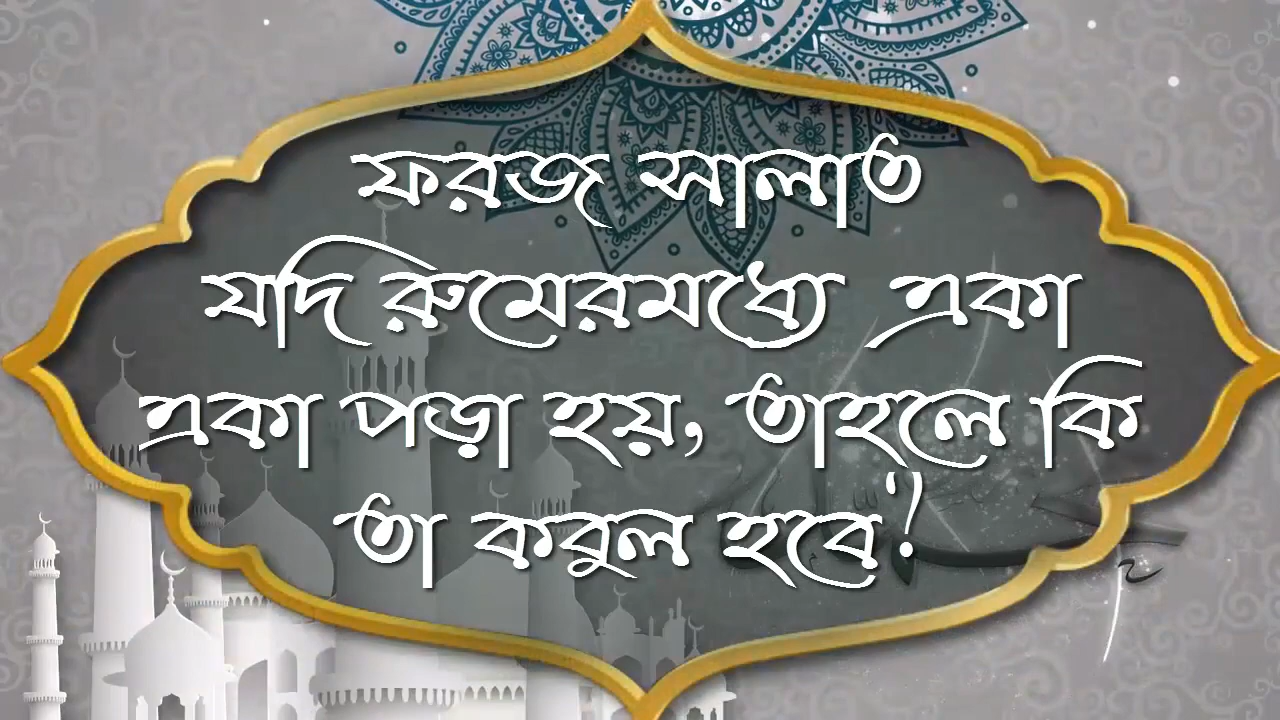 ফরজ সালাত
যদি রুমেরমধ্যে একা
একা পড়া হয়, তাহলে কি
তা কবুল হবে?